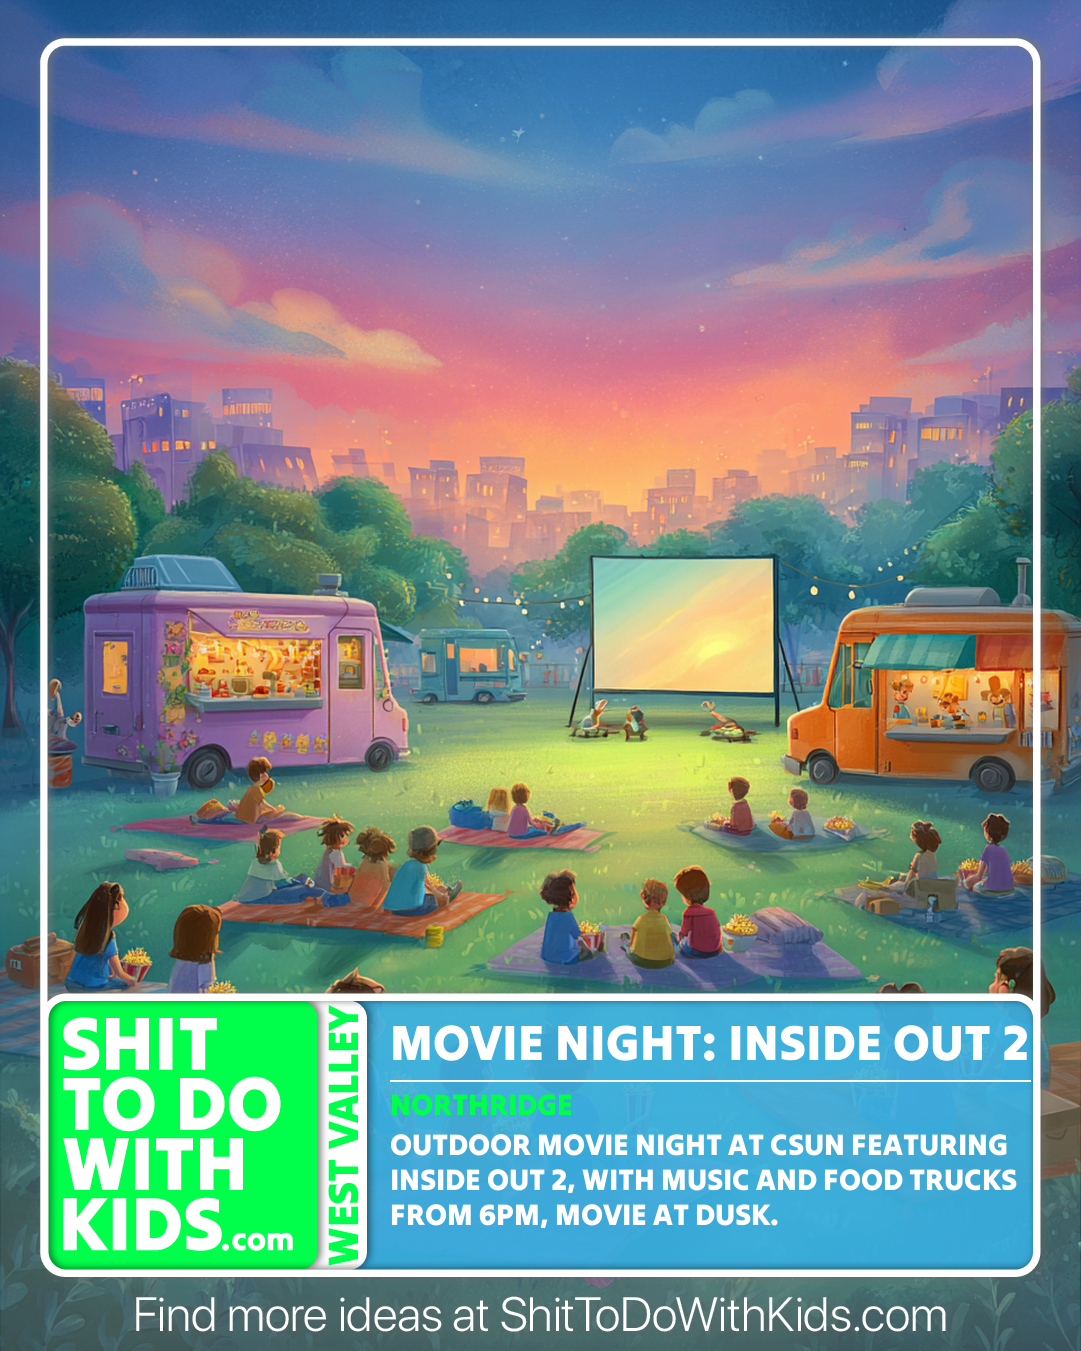 SHIT
TO DO
WITH
KIDS.com
WEST VALLEY
MOVIE NIGHT: INSIDE OUT 2
NORTHRIDGE
OUTDOOR MOVIE NIGHT AT CSUN FEATURING
INSIDE OUT 2, WITH MUSIC AND FOOD TRUCKS
FROM 6PM, MOVIE AT DUSK.
Find more ideas at ShitToDoWithKids.com